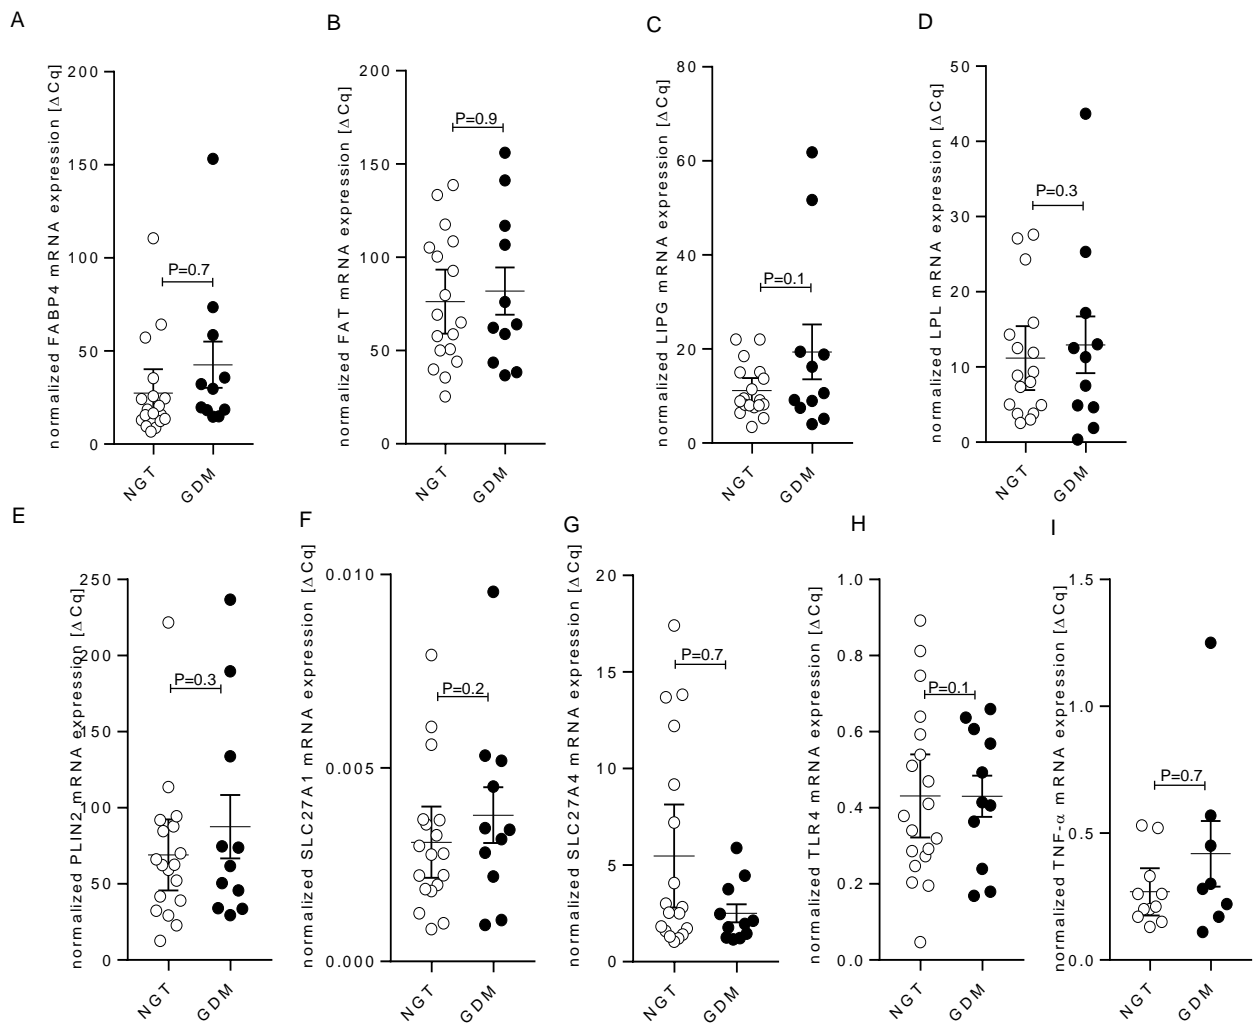 A
normalized FABP4 mRNA expression [ΔCq]
200
150
100
50
0
P=0.7
NGT
GDM
B
normalized FAT mRNA expression [ΔCq]
200
150
100
50
0
P=0.9
NGT
GDM
C
normalized LIPG mRNA expression [ΔCq]
80
60
40
20
0
P=0.1
NGT
GDM
D
normalized LPL mRNA expression [ΔCq]
50
40
30
20
10
0
P=0.3
NGT
GDM
E
normalized PLIN2 mRNA expression [ΔCq]
250
200
150
100
50
0
P=0.3
NGT
GDM
F
normalized SLC27A1 mRNA expression [ΔCq]
0.010
0.005
0.000
P=0.2
NGT
GDM
G
normalized SLC27A4 mRNA expression [ΔCq]
20
15
10
5
0
P=0.7
NGT
GDM
H
normalized TLR4 mRNA expression [ΔCq]
1.0
0.8
0.6
0.4
0.2
0.0
P=0.1
NGT
GDM
I
normalized TNF-α mRNA expression [ΔCq]
1.5
1.0
0.5
0.0
P=0.7
NGT
GDM